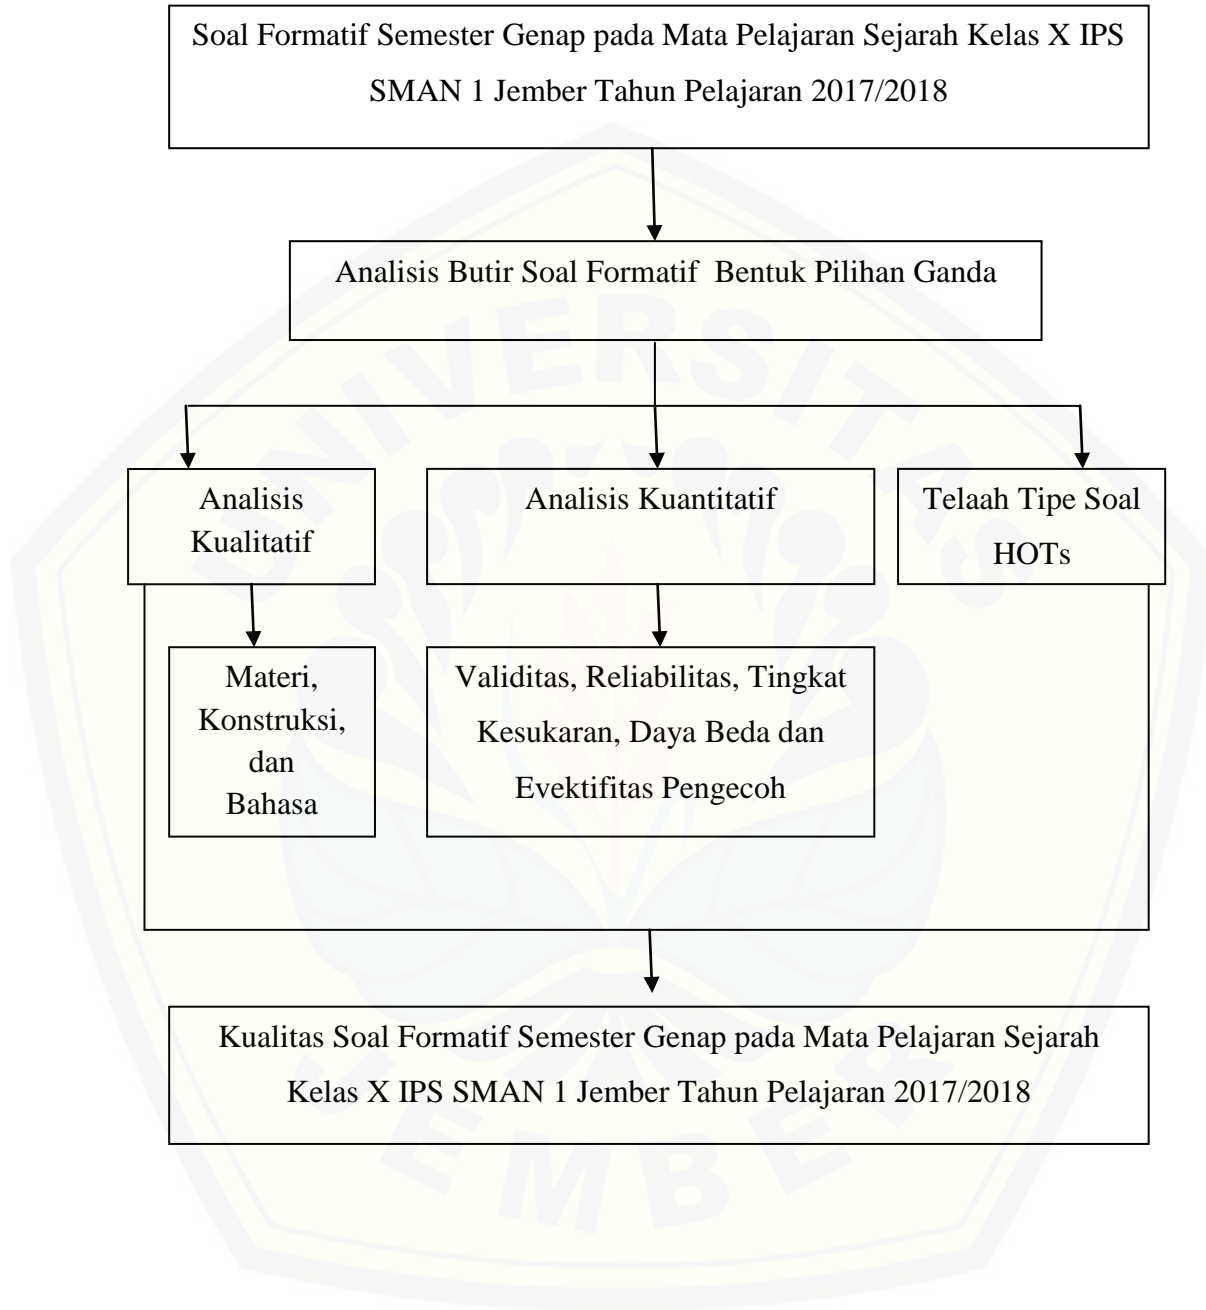 Soal Formatif Semester Genap pada Mata Pelajaran Sejarah Kelas X IPS
SMAN 1 Jember Tahun Pelajaran 2017/2018
Analisis Butir Soal Formatif Bentuk Pilihan Ganda
Analisis
Kualitatif
Analisis Kuantitatif
Telaah Tipe Soal
HOTs
Materi,
Konstruksi,
dan
Bahasa
Validitas, Reliabilitas, Tingkat
Kesukaran, Daya Beda dan
Evektifitas Pengecoh
Kualitas Soal Formatif Semester Genap pada Mata Pelajaran Sejarah
Kelas X IPS SMAN 1 Jember Tahun Pelajaran 2017/2018
UNIVERSITAS
JEMBER